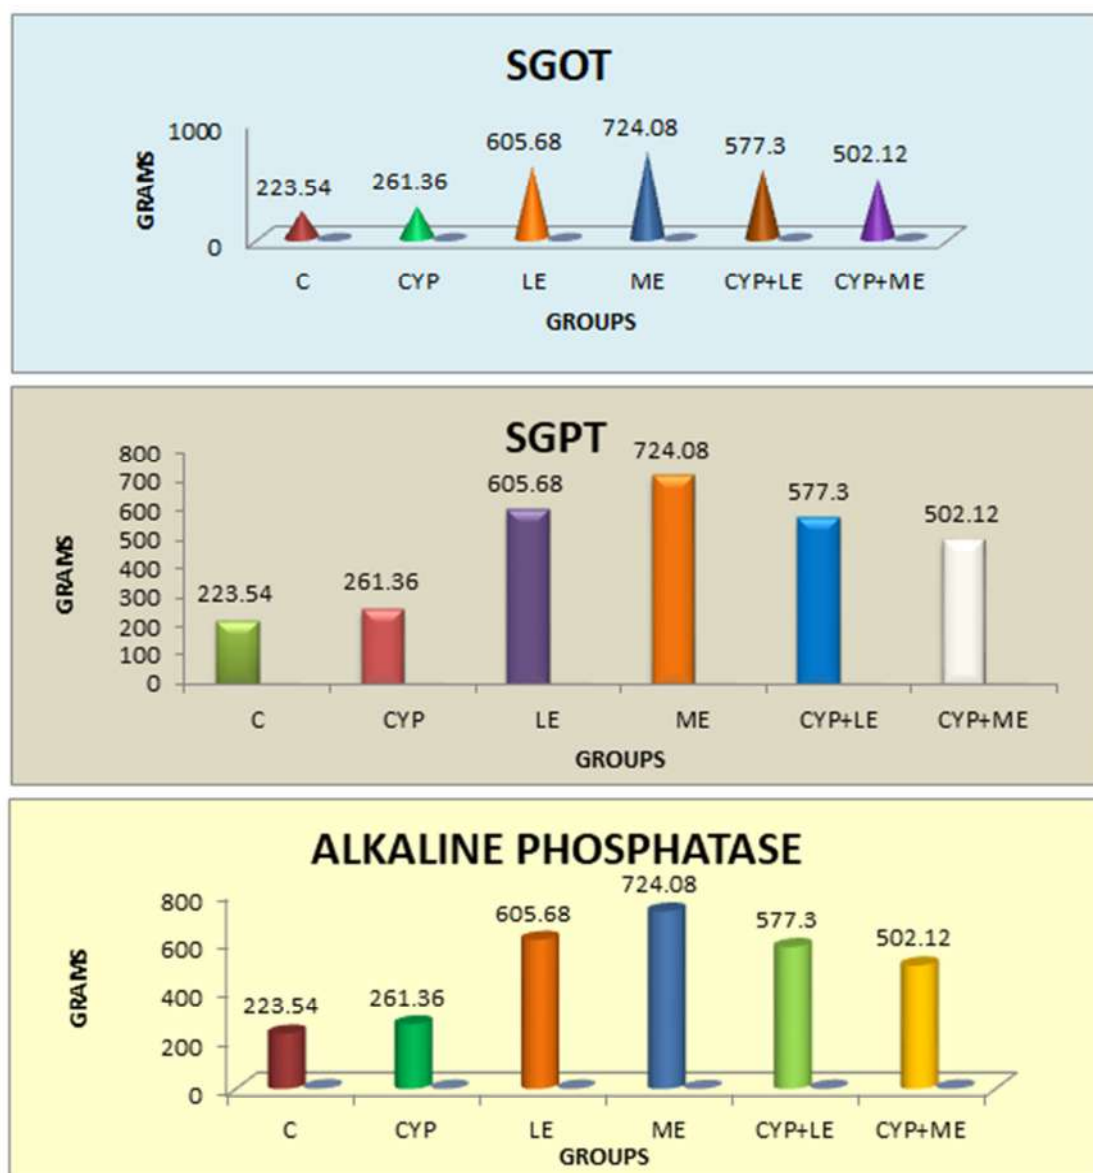 SGOT
1000
0
GRAMS
223.54
261.36
605.68
724.08
577.3
502.12
C CYP LE ME CYP+LE CYP+ME
GROUPS
SGPT
800
700
600
500
400
300
200
100
0
GRAMS
223.54
261.36
605.68
724.08
577.3
502.12
C CYP LE ME CYP+LE CYP+ME
GROUPS
ALKALINE PHOSPHATASE
800
600
400
200
0
GRAMS
223.54
261.36
605.68
724.08
577.3
502.12
C CYP LE ME CYP+LE CYP+ME
GROUPS